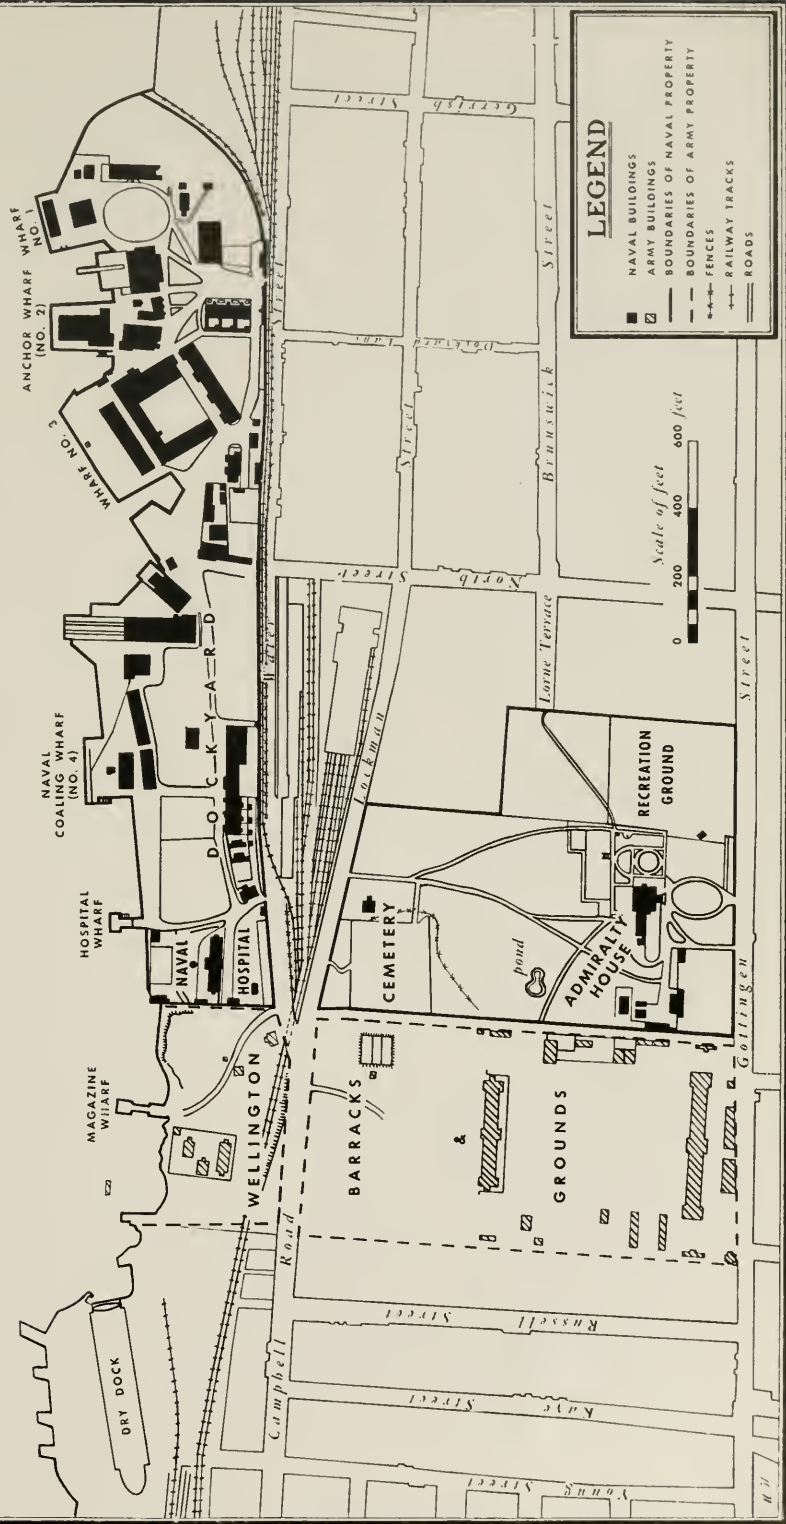 WHARF
NO. 1
ANCHOR WHARF
(NO. 2)
WHARF NO. 3
NAVAL
COALING WHARF
(NO. 4)
HOSPITAL
WHARF
MAGAZINE
WHARF
DRY DOCK
DOCKYARD
NAVAL
HOSPITAL
WELLINGTON
BARRACKS
&
GROUNDS
CEMETERY
pond
ADMIRALTY
HOUSE
RECREATION
GROUND
Lockman
Street
Water
Street
North
Street
Lorne Terrace
Brunswick
Street
Dockyard Lane
Gerrish
Street
Gottingen
Street
Campbell
Road
Russell
Street
Kaye
Street
Young
Street
Scale of feet
0 200 400 600 feet
LEGEND
NAVAL BUILDINGS
ARMY BUILDINGS
BOUNDARIES OF NAVAL PROPERTY
BOUNDARIES OF ARMY PROPERTY
FENCES
RAILWAY TRACKS
ROADS